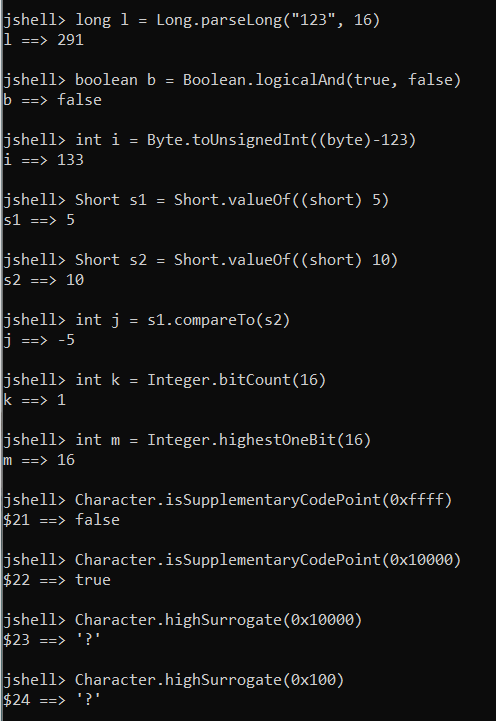 jshell> long l = Long.parseLong("123", 16)
l ==> 291
jshell> boolean b = Boolean.logicalAnd(true, false)
b ==> false
jshell> int i = Byte.toUnsignedInt((byte)-123)
i ==> 133
jshell> Short s1 = Short.valueOf((short) 5)
s1 ==> 5
jshell> Short s2 = Short.valueOf((short) 10)
s2 ==> 10
jshell> int j = s1.compareTo(s2)
j ==> -5
jshell> int k = Integer.bitCount(16)
k ==> 1
jshell> int m = Integer.highestOneBit(16)
m ==> 16
jshell> Character.isSupplementaryCodePoint(0xffff)
$21 ==> false
jshell> Character.isSupplementaryCodePoint(0x10000)
$22 ==> true
jshell> Character.highSurrogate(0x10000)
$23 ==> '?'
jshell> Character.highSurrogate(0x100)
$24 ==> '?'